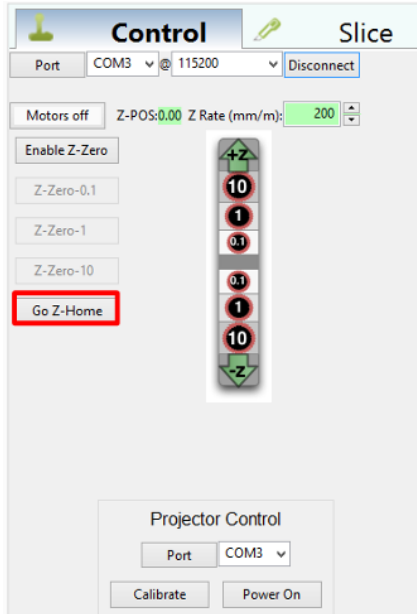 Control Slice
Port COM3 @ 115200 Disconnect
Motors off Z-POS:0.00 Z Rate (mm/m): 200
Enable Z-Zero
+Z
10
Z-Zero-0.1
1
Z-Zero-1
0.1
Z-Zero-10
0.1
Go Z-Home
1
10
-Z
Projector Control
Port COM3
Calibrate Power On